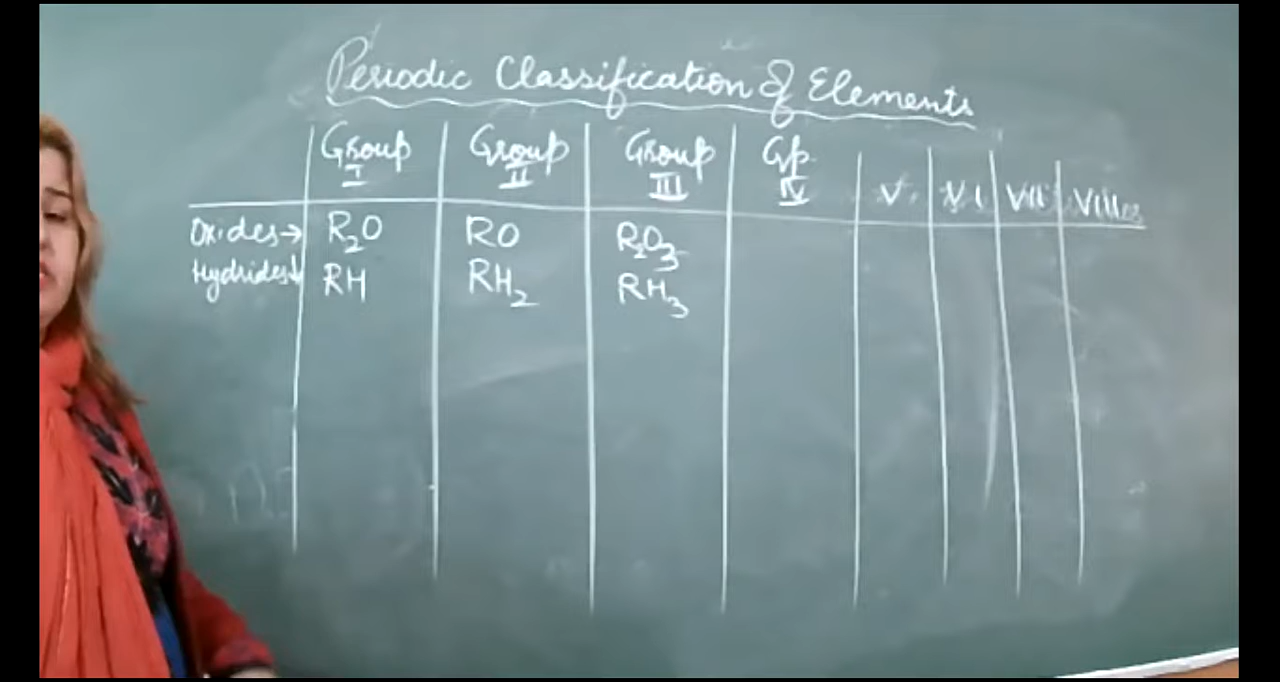 Periodic Classification of Elements
Group I Group II Group III Gp. IV V. VI VII
Oxides→ R₂O RO R₂O₃
Hydrides↓ RH RH₂ RH₃